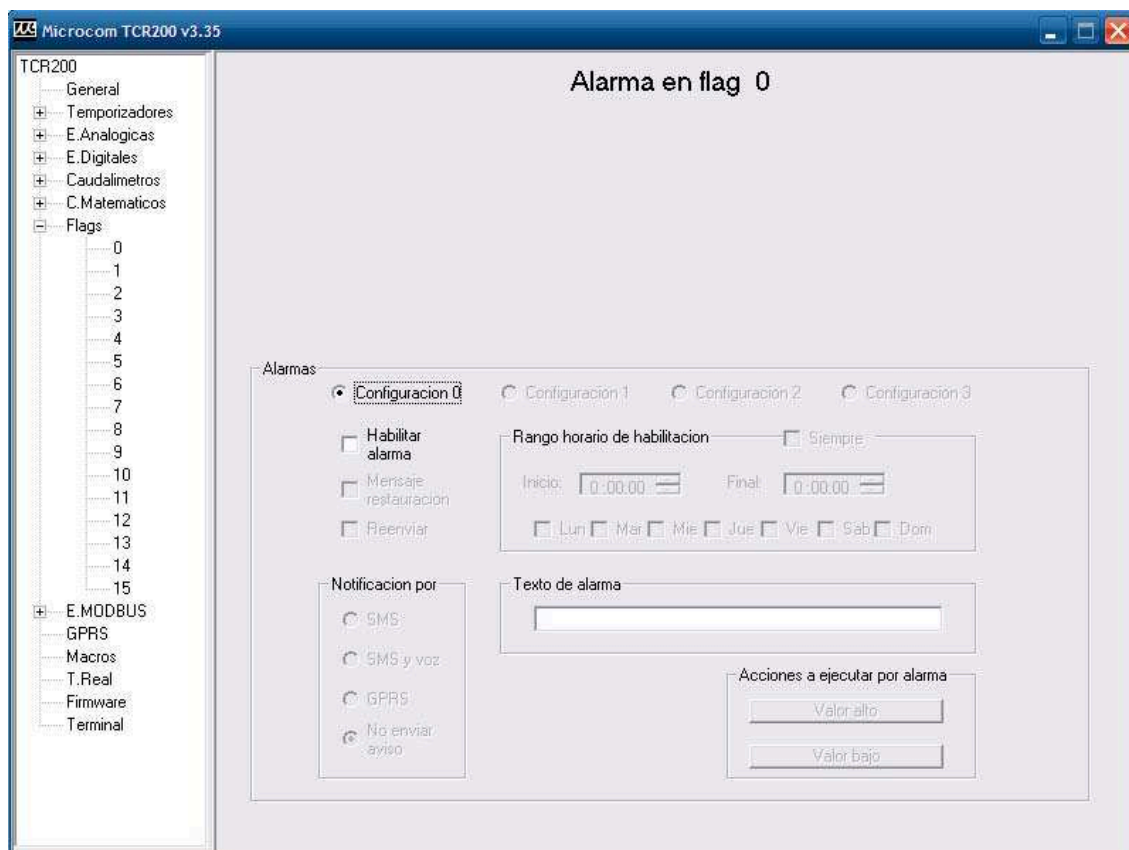 Microcom TCR200 v3.35
TCR200
General
Temporizadores
E.Analogicas
E.Digitales
Caudalimetros
C.Matematicos
Flags
0
1
2
3
4
5
6
7
8
9
10
11
12
13
14
15
E.MODBUS
GPRS
Macros
T.Real
Firmware
Terminal
Alarma en flag 0
Alarmas
Configuracion 0 Configuracion 1 Configuracion 2 Configuracion 3
Habilitar
alarma
Mensaje
restauracion
Reenviar
Rango horario de habilitacion Siempre
Inicio: 0:00:00 Final: 0:00:00
Lun Mar Mie Jue Vie Sab Dom
Notificacion por
SMS
SMS y voz
GPRS
No enviar
aviso
Texto de alarma
Acciones a ejecutar por alarma
Valor alto
Valor bajo